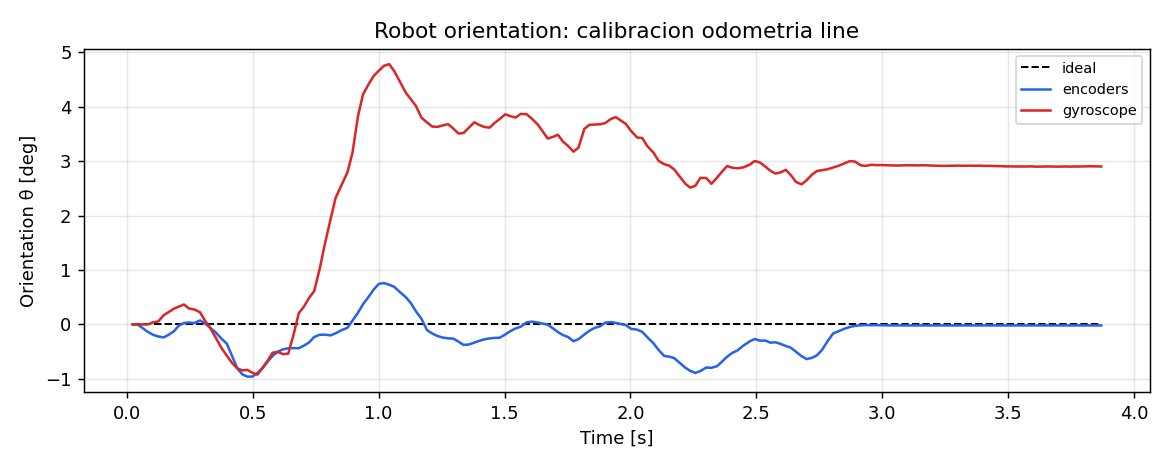 Robot orientation: calibracion odometria line
ideal
encoders
gyroscope
Orientation θ [deg]
5
4
3
2
1
0
−1
0.0 0.5 1.0 1.5 2.0 2.5 3.0 3.5 4.0
Time [s]